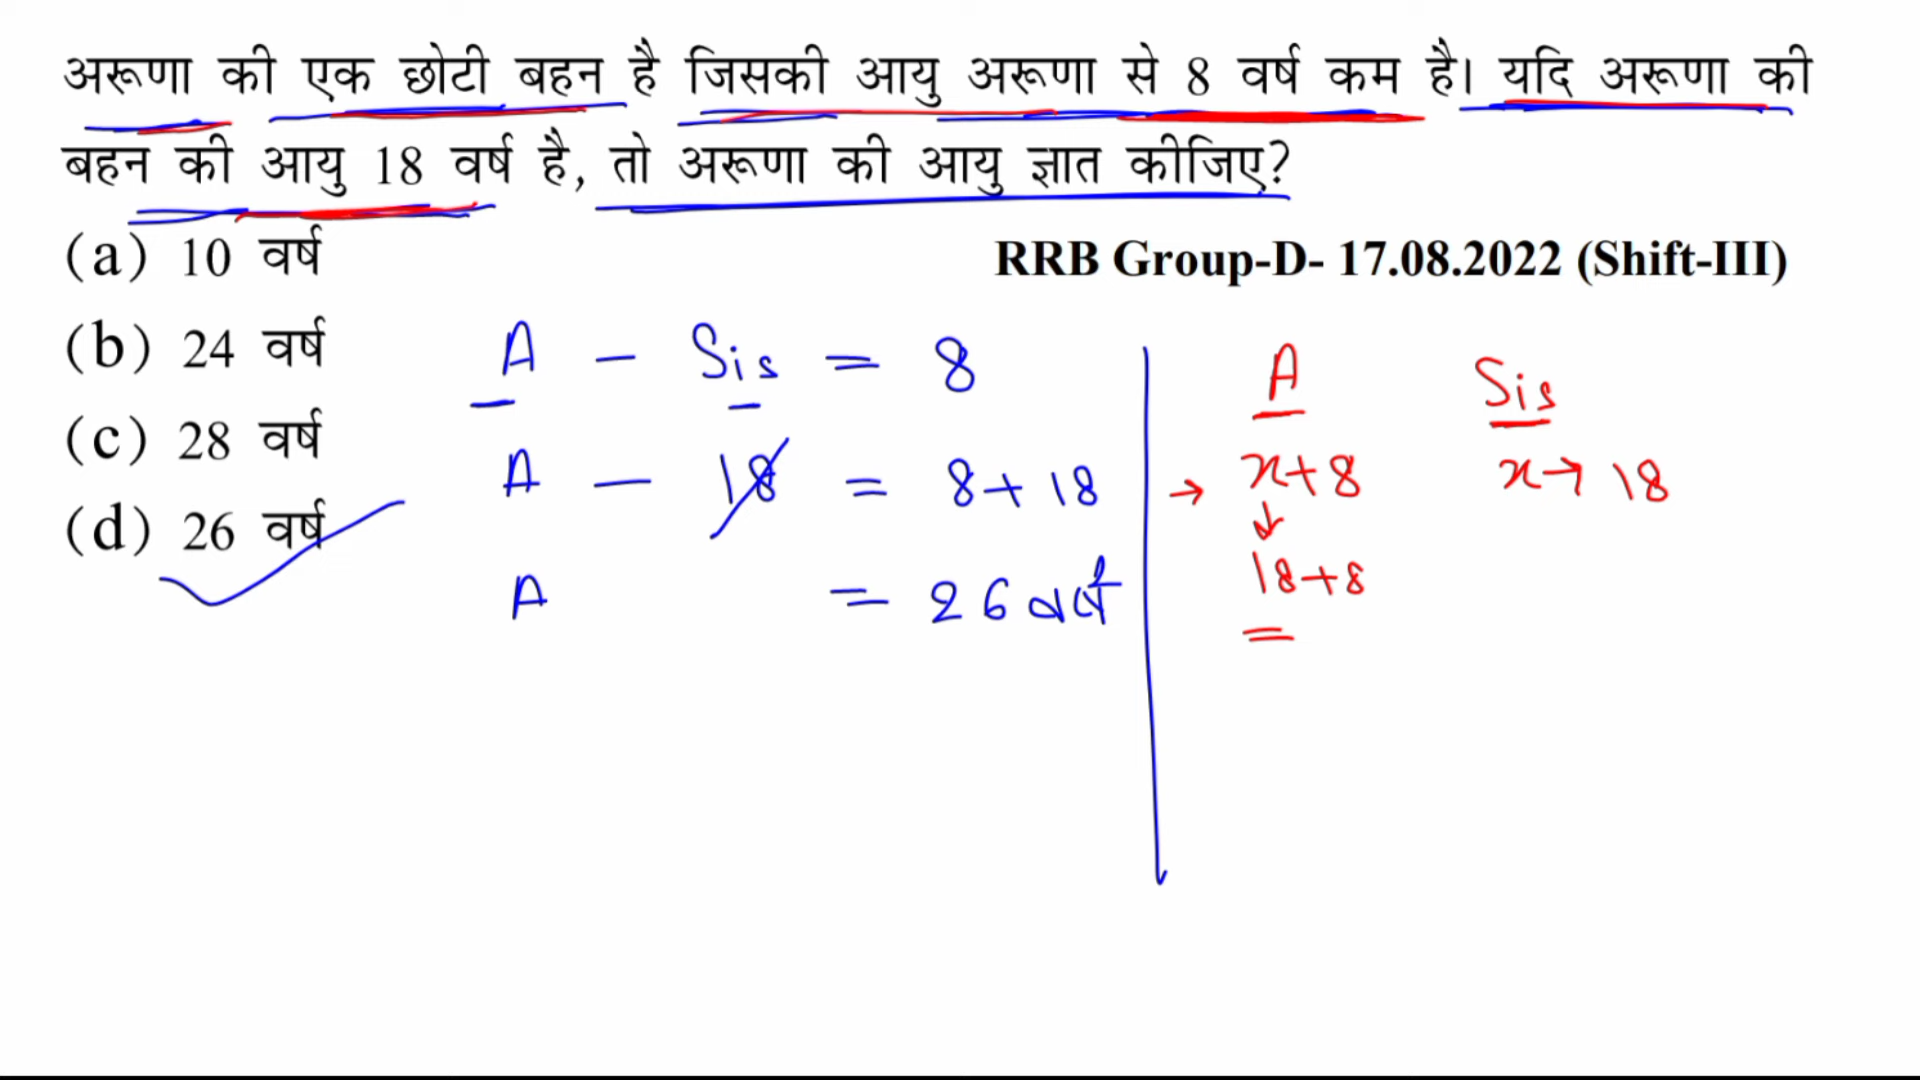 अरूणा की एक छोटी बहन है जिसकी आयु अरूणा से 8 वर्ष कम है। यदि अरूणा की
बहन की आयु 18 वर्ष है, तो अरूणा की आयु ज्ञात कीजिए?
(a) 10 वर्ष
RRB Group-D- 17.08.2022 (Shift-III)
(b) 24 वर्ष
(c) 28 वर्ष
(d) 26 वर्ष
A – Sis = 8
A – 18 = 8+18
A = 26 वर्ष
A Sis
→ x+8 x→ 18
↓
18+8
=